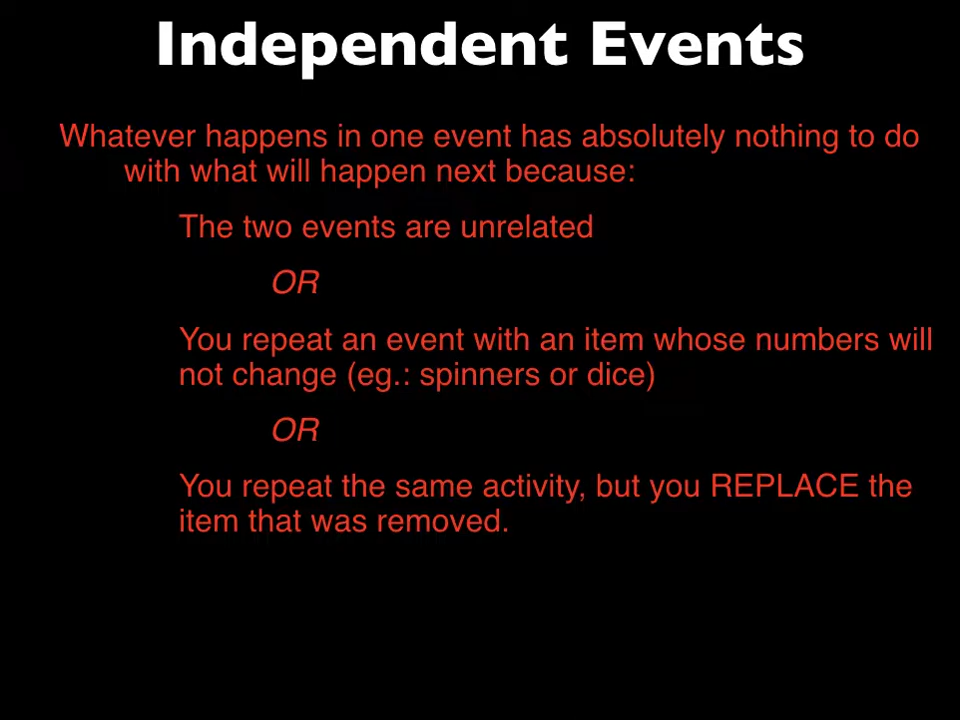 Independent Events
Whatever happens in one event has absolutely nothing to do
with what will happen next because:
The two events are unrelated
OR
You repeat an event with an item whose numbers will
not change (eg.: spinners or dice)
OR
You repeat the same activity, but you REPLACE the
item that was removed.